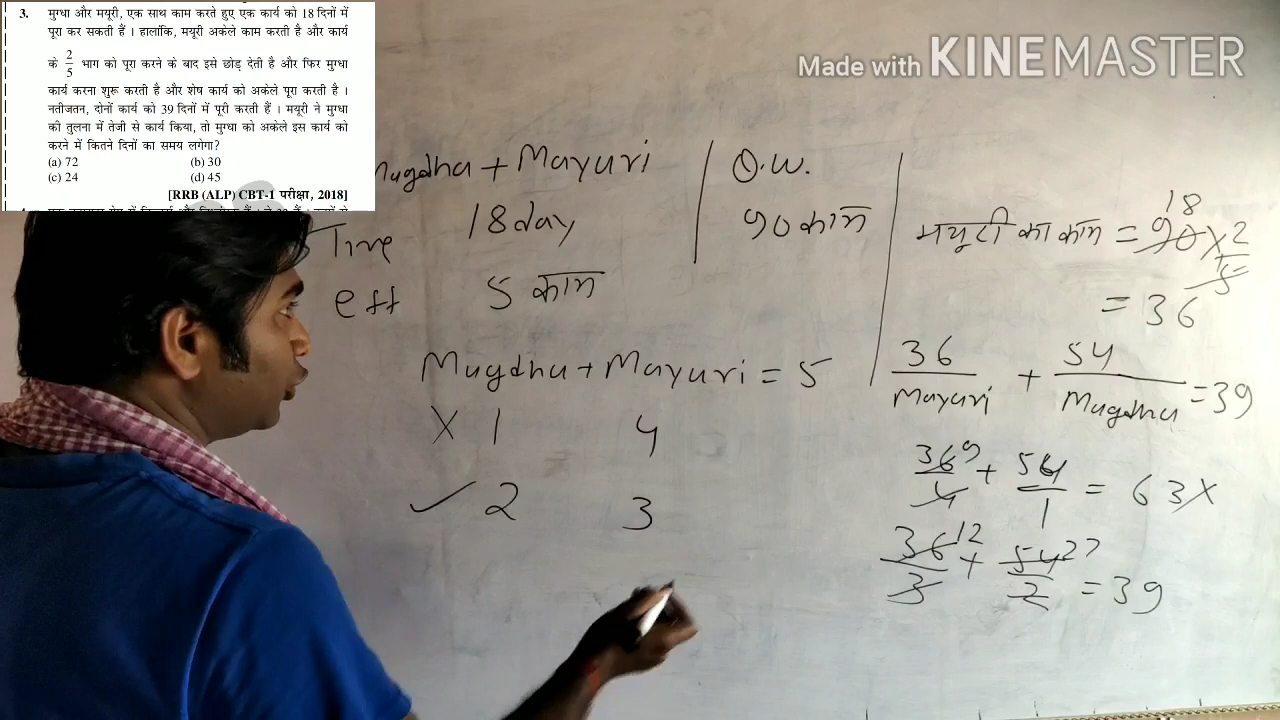 3. मुग्धा और मयूरी, एक साथ काम करते हुए एक कार्य को 18 दिनों में
पूरा कर सकती हैं । हालांकि, मयूरी अकेले काम करती है और कार्य
के 2/5 भाग को पूरा करने के बाद इसे छोड़ देती है और फिर मुग्धा
कार्य करना शुरू करती है और शेष कार्य को अकेले पूरा करती है ।
नतीजतन, दोनों कार्य को 39 दिनों में पूरी करती हैं । मयूरी ने मुग्धा
की तुलना में तेजी से कार्य किया, तो मुग्धा को अकेले इस कार्य को
करने में कितने दिनों का समय लगेगा?
(a) 72 (b) 30
(c) 24 (d) 45
[RRB (ALP) CBT-1 परीक्षा, 2018]
Made with KINEMASTER
Mugdha + Mayuri
Time 18 day
eff 5 काम
Mugdha + Mayuri = 5
X 1 4
✓ 2 3
O.W.
90 काम
मयूरी का काम = 90 18 × 2/5
= 36
36/Mayuri + 54/Mugdha = 39
36/4 9 + 54/1 = 63 X
36/3 12 + 54/2 27 = 39